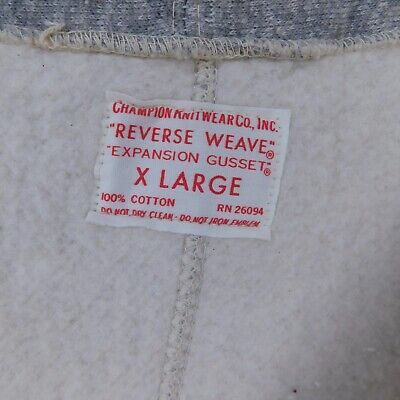 CHAMPION KNITWEAR CO., INC.
"REVERSE WEAVE"®
"EXPANSION GUSSET"®
X LARGE
100% COTTON RN 26094
DO NOT DRY CLEAN - DO NOT IRON EMBLEM